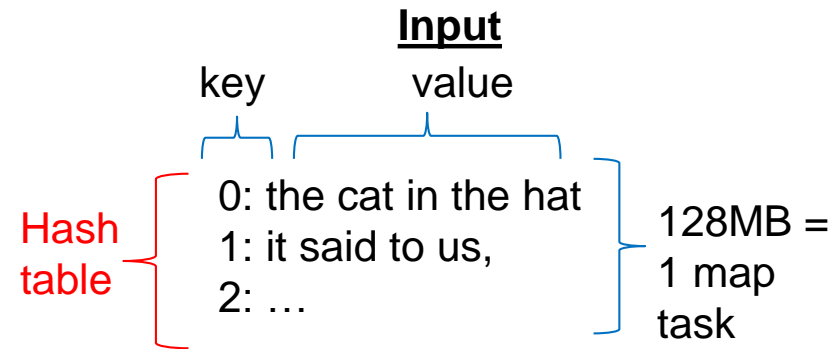 Input
key value
0: the cat in the hat
1: it said to us,
2: …
Hash
table
128MB =
1 map
task